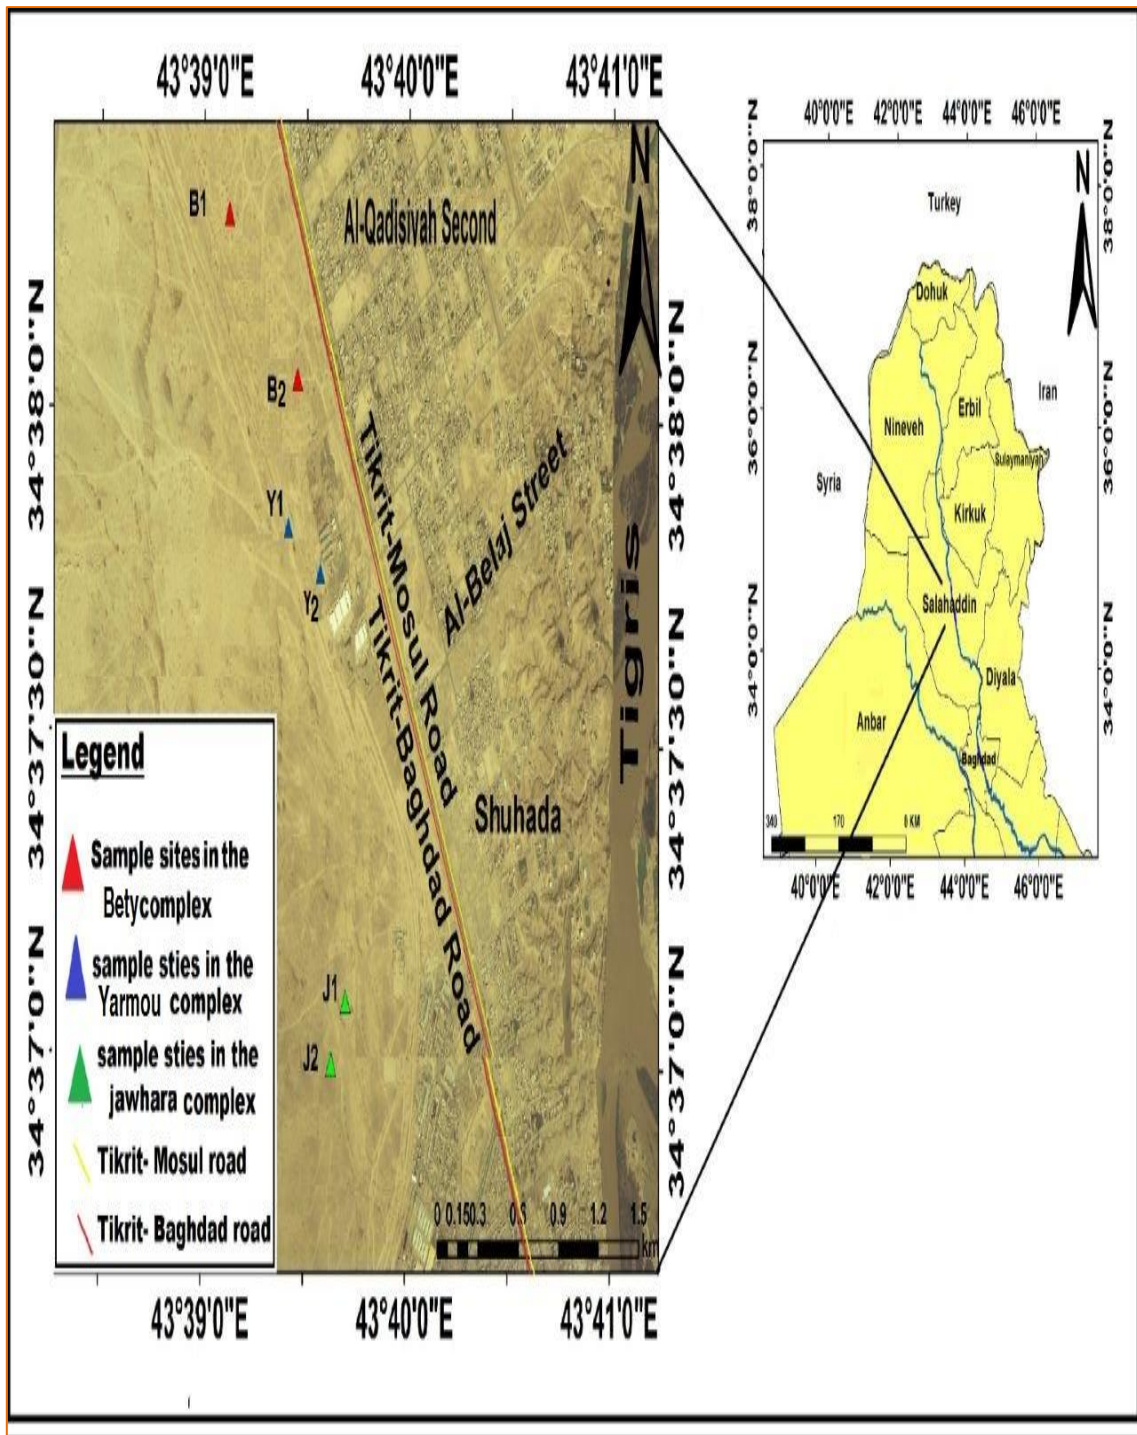 43°39'0"E 43°40'0"E 43°41'0"E
B1
Al-Qadisivah Second
N
34°38'0"N
B2
34°38'0"N
Tikrit-Mosul Road
Al-Belaj Street
Y1
Y2
Tikrit-Baghdad Road
Tigris
34°37'30"N
34°37'30"N
Shuhada
J1
J2
34°37'0"N
34°37'0"N
Legend
Sample sites in the
Betycomplex
sample sties in the
Yarmou complex
sample sties in the
jawhara complex
Tikrit- Mosul road
Tikrit- Baghdad road
0 0.150.3 0.6 0.9 1.2 1.5
km
43°39'0"E 43°40'0"E 43°41'0"E
40°0'0"E 42°0'0"E 44°0'0"E 46°0'0"E
38°0'0"N
38°0'0"N
N
Turkey
Dohuk
Iran
Erbil
Nineveh
36°0'0"N
36°0'0"N
Sulaymaniyah
Syria
Kirkuk
Salahaddin
34°0'0"N
34°0'0"N
Diyala
Anbar
Baghdad
340 170 8 KM
40°0'0"E 42°0'0"E 44°0'0"E 46°0'0"E